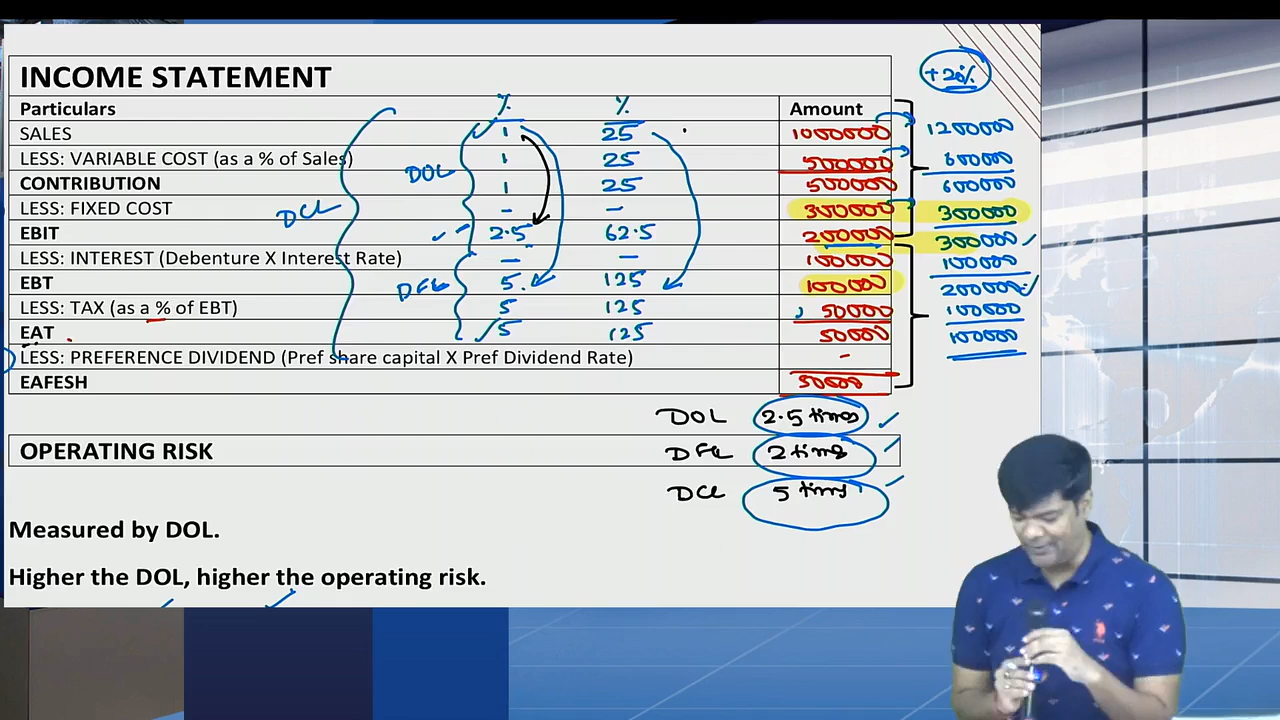 +20%
INCOME STATEMENT
% %
Particulars Amount
SALES 1 25 1000000 1200000
LESS: VARIABLE COST (as a % of Sales) 1 25 500000 600000
DOL
CONTRIBUTION 1 25 500000 600000
DCL LESS: FIXED COST – – 300000 300000
EBIT 2.5 62.5 200000 300000
LESS: INTEREST (Debenture X Interest Rate) – – 100000 100000
EBT DFL 5 125 100000 200000
LESS: TAX (as a % of EBT) 5 125 50000 100000
EAT 5 125 50000 100000
LESS: PREFERENCE DIVIDEND (Pref share capital X Pref Dividend Rate) -
EAFESH 50000
DOL 2.5 times
OPERATING RISK DFL 2 times
DCL 5 times
Measured by DOL.
Higher the DOL, higher the operating risk.